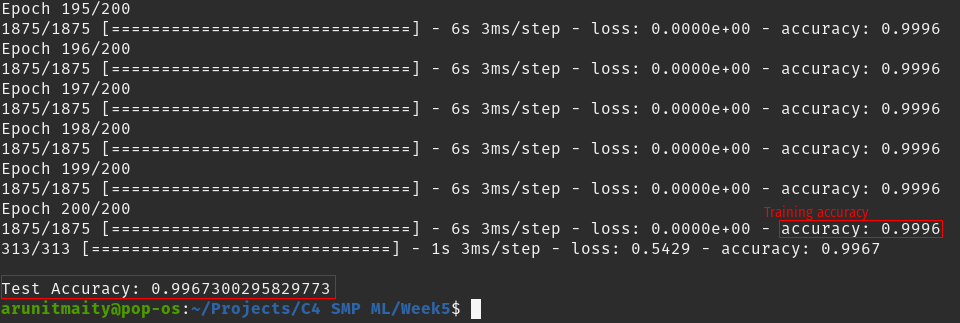 Epoch 195/200
1875/1875 [==============================] - 6s 3ms/step - loss: 0.0000e+00 - accuracy: 0.9996
Epoch 196/200
1875/1875 [==============================] - 6s 3ms/step - loss: 0.0000e+00 - accuracy: 0.9996
Epoch 197/200
1875/1875 [==============================] - 6s 3ms/step - loss: 0.0000e+00 - accuracy: 0.9996
Epoch 198/200
1875/1875 [==============================] - 6s 3ms/step - loss: 0.0000e+00 - accuracy: 0.9996
Epoch 199/200
1875/1875 [==============================] - 6s 3ms/step - loss: 0.0000e+00 - accuracy: 0.9996
Epoch 200/200
Training accuracy
1875/1875 [==============================] - 6s 3ms/step - loss: 0.0000e+00 - accuracy: 0.9996
313/313 [==============================] - 1s 3ms/step - loss: 0.5429 - accuracy: 0.9967
Test Accuracy: 0.9967300295829773
arunitmaity@pop-os:~/Projects/C4 SMP ML/Week5$